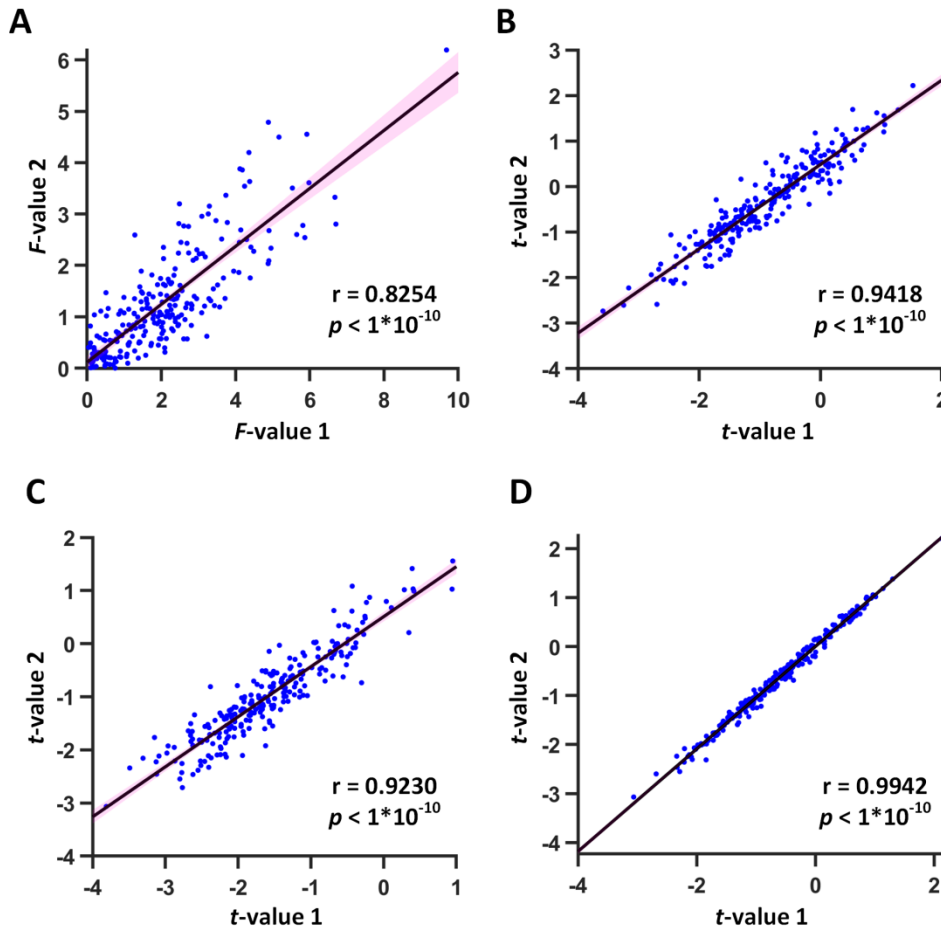 A
6
5
4
3
2
1
0
F-value 2
r = 0.8254
p < 1*10⁻¹⁰
0 2 4 6 8 10
F-value 1
B
3
2
1
0
-1
-2
-3
-4
t-value 2
r = 0.9418
p < 1*10⁻¹⁰
-4 -2 0 2
t-value 1
C
2
1
0
-1
-2
-3
-4
t-value 2
r = 0.9230
p < 1*10⁻¹⁰
-4 -3 -2 -1 0 1
t-value 1
D
2
1
0
-1
-2
-3
-4
t-value 2
r = 0.9942
p < 1*10⁻¹⁰
-4 -2 0 2
t-value 1